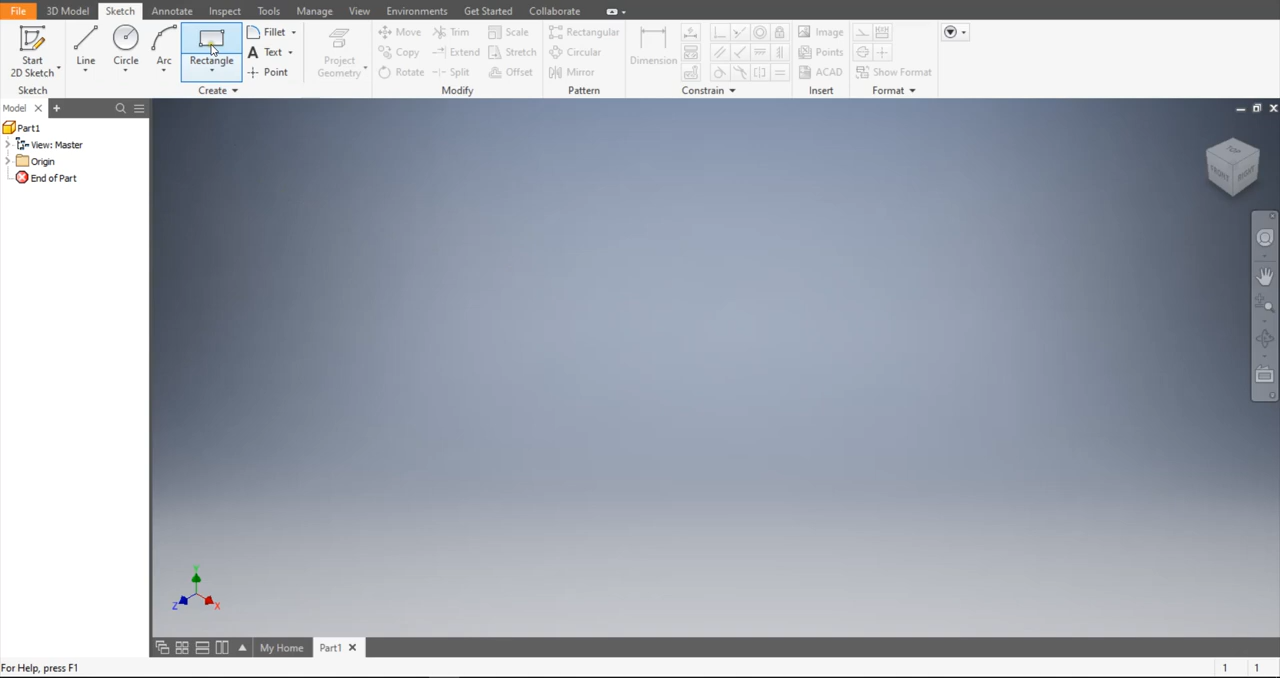 File 3D Model Sketch Annotate Inspect Tools Manage View Environments Get Started Collaborate
Start 2D Sketch Line Circle Arc Rectangle Fillet Text Point Project Geometry Move Copy Rotate Trim Extend Split Scale Stretch Offset Rectangular Circular Mirror Dimension Image Points ACAD Show Format
Sketch Create Modify Pattern Constrain Insert Format
Model
Part1
View: Master
Origin
End of Part
TOP
FRONT RIGHT
Y
Z X
My Home Part1
For Help, press F1 1 1